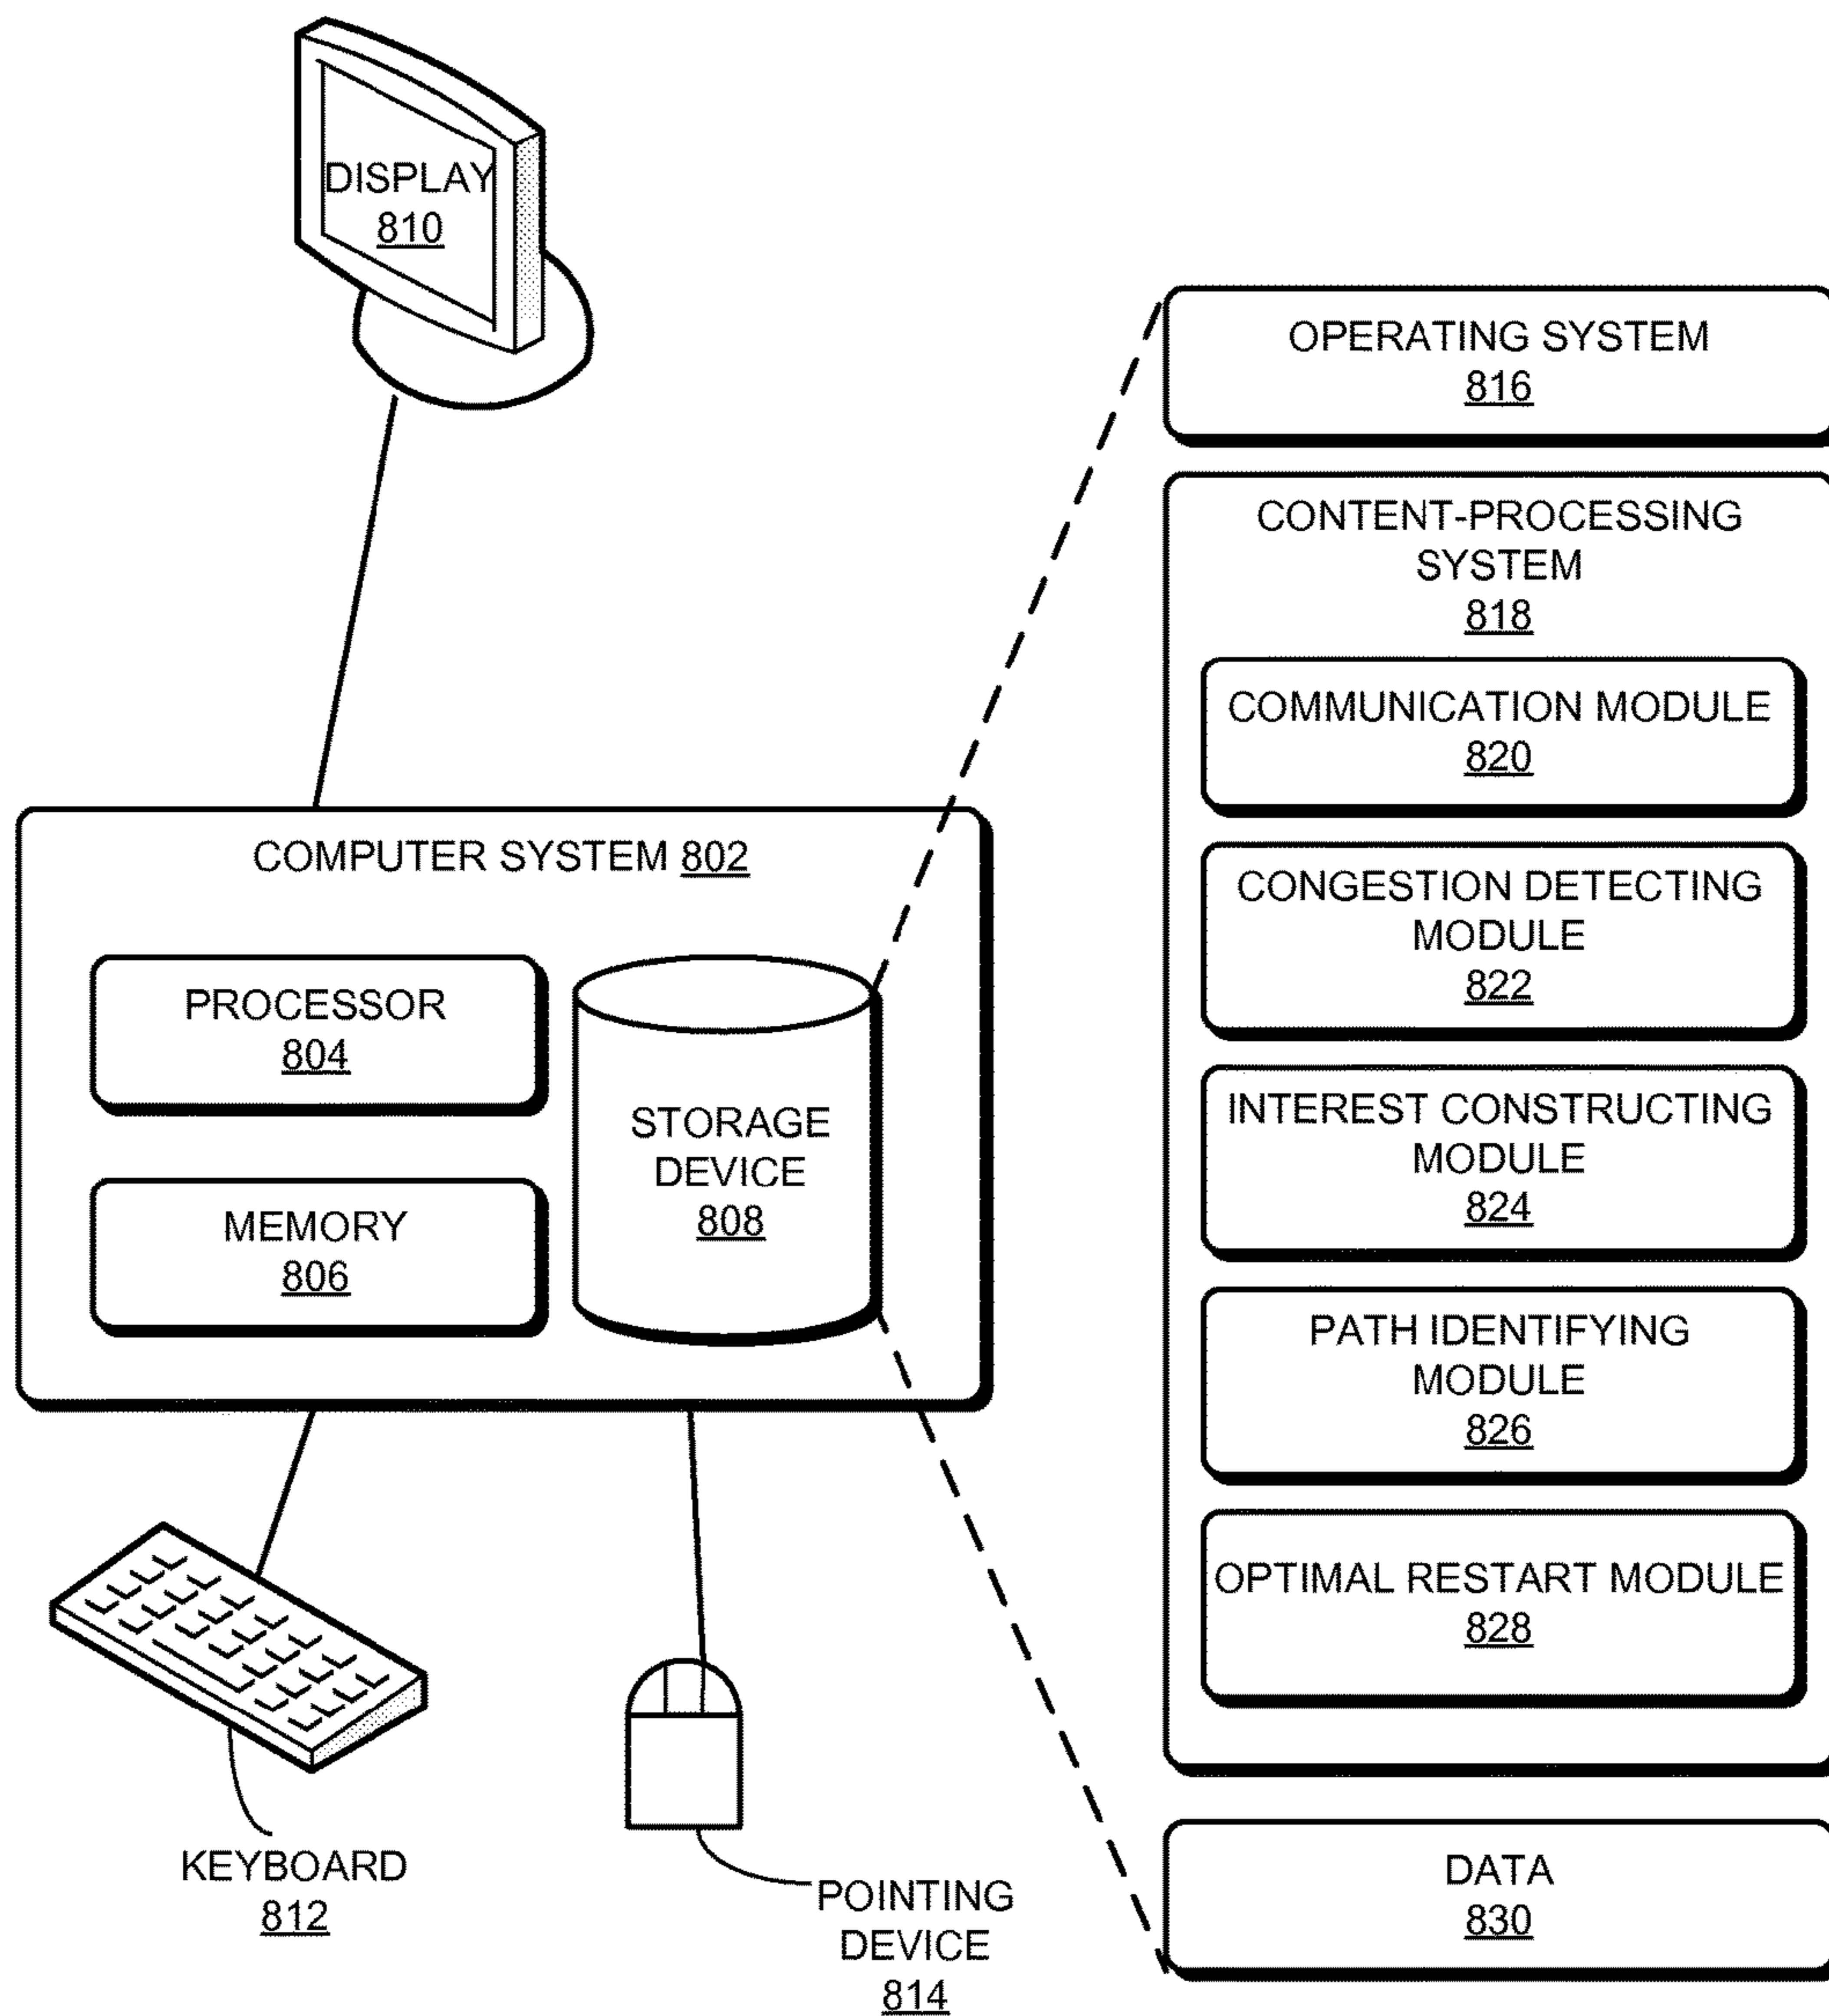 DISPLAY
810
COMPUTER SYSTEM 802
PROCESSOR
804
MEMORY
806
STORAGE
DEVICE
808
KEYBOARD
812
POINTING
DEVICE
814
OPERATING SYSTEM
816
CONTENT-PROCESSING
SYSTEM
818
COMMUNICATION MODULE
820
CONGESTION DETECTING
MODULE
822
INTEREST CONSTRUCTING
MODULE
824
PATH IDENTIFYING
MODULE
826
OPTIMAL RESTART MODULE
828
DATA
830